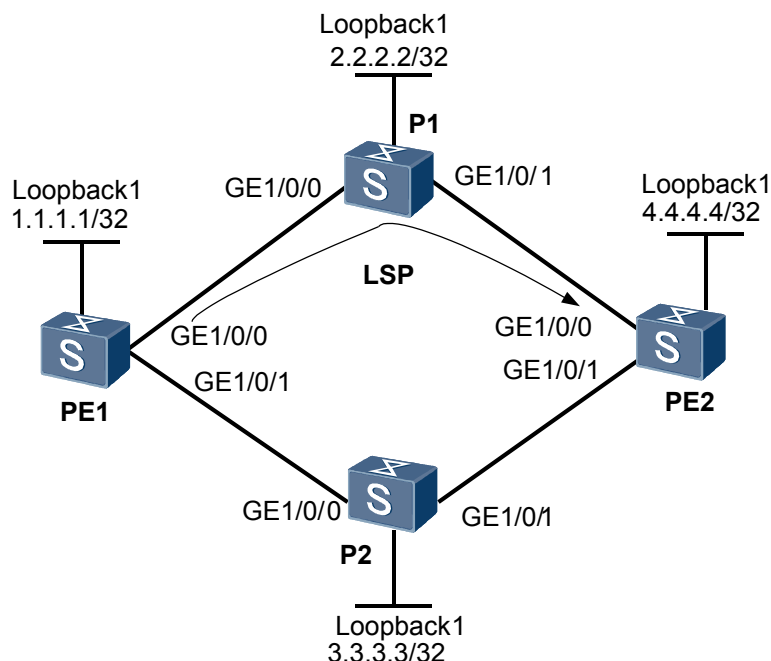 Loopback1
2.2.2.2/32
P1
GE1/0/0
GE1/0/1
S
Loopback1
1.1.1.1/32
Loopback1
4.4.4.4/32
LSP
GE1/0/0
GE1/0/0
S
S
GE1/0/1
GE1/0/1
PE1
PE2
S
GE1/0/0
GE1/0/1
P2
Loopback1
3.3.3.3/32